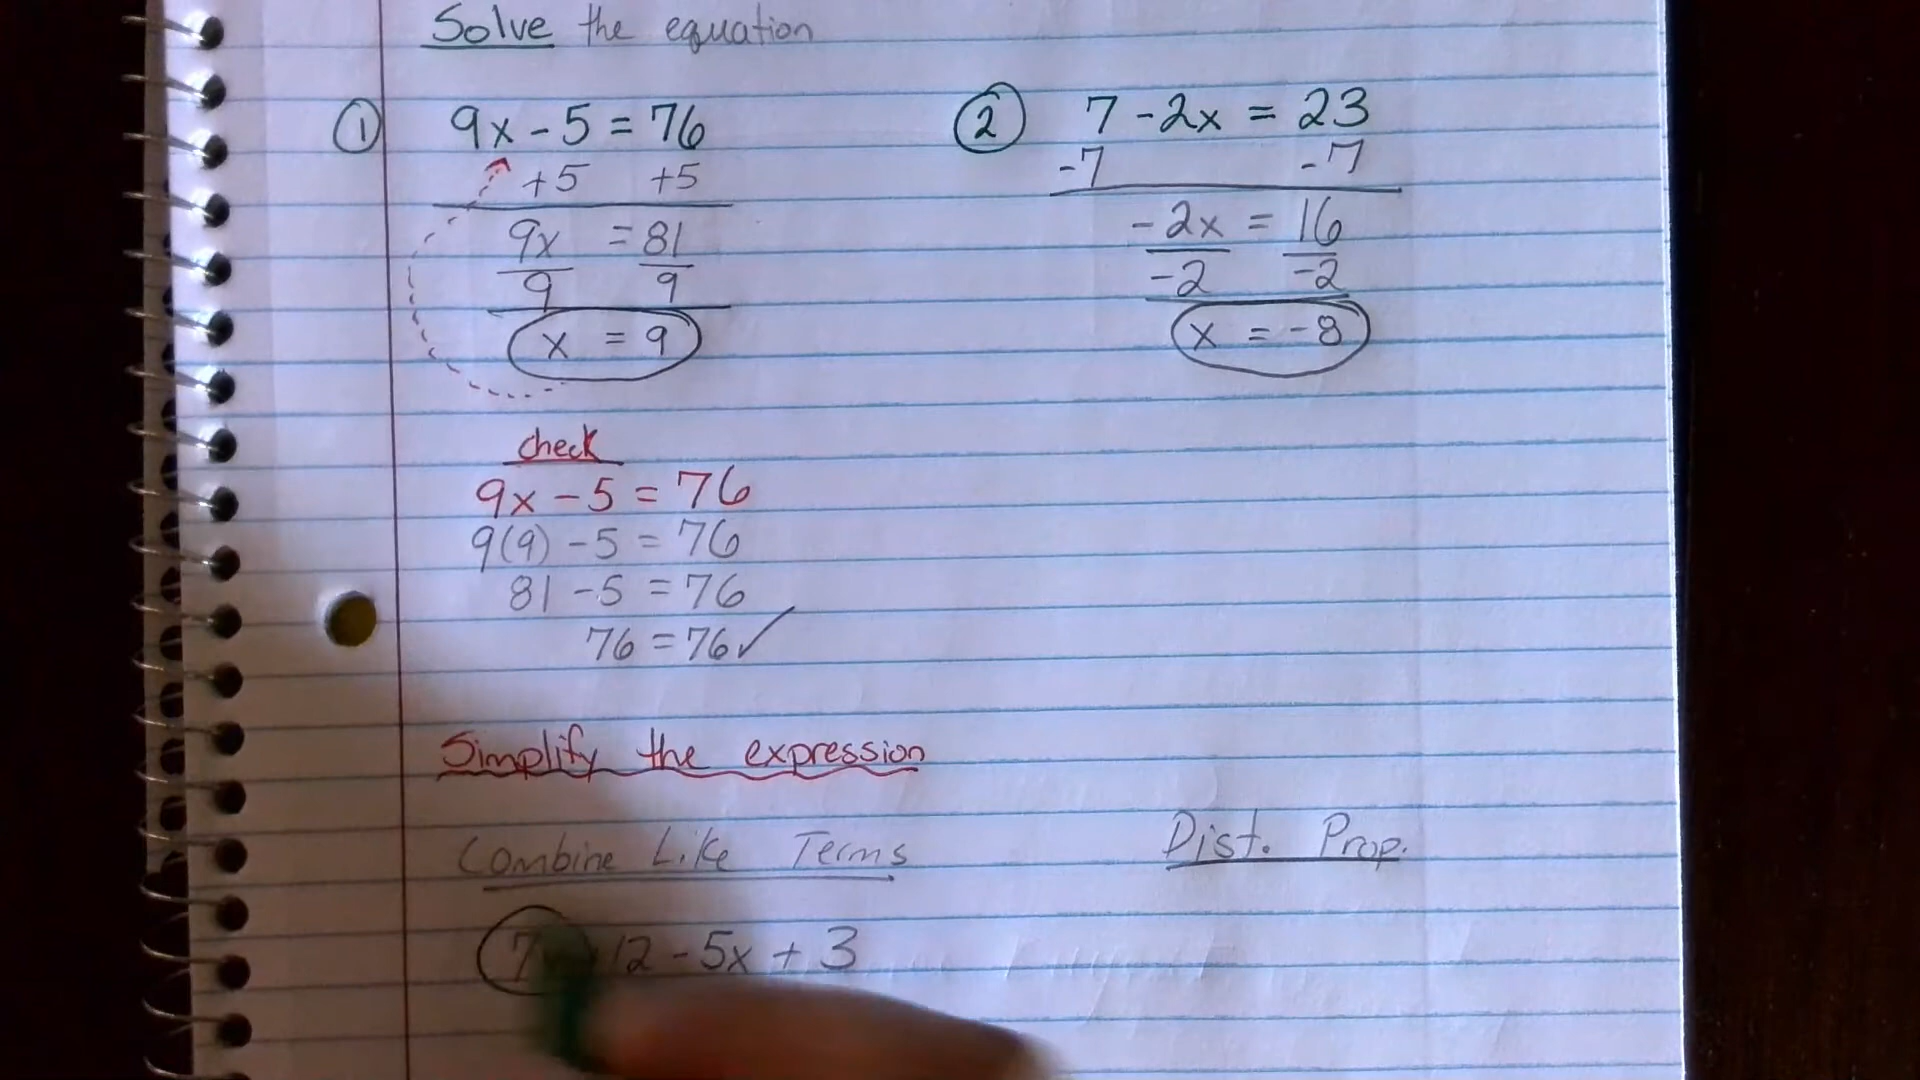 Solve the equation
① 9x - 5 = 76
+5 +5
9x = 81
9 9
x = 9
② 7 - 2x = 23
-7 -7
-2x = 16
-2 -2
x = -8
check
9x - 5 = 76
9(9) - 5 = 76
81 - 5 = 76
76 = 76 ✓
Simplify the expression
Combine Like Terms
7 12 - 5x + 3
Dist. Prop.